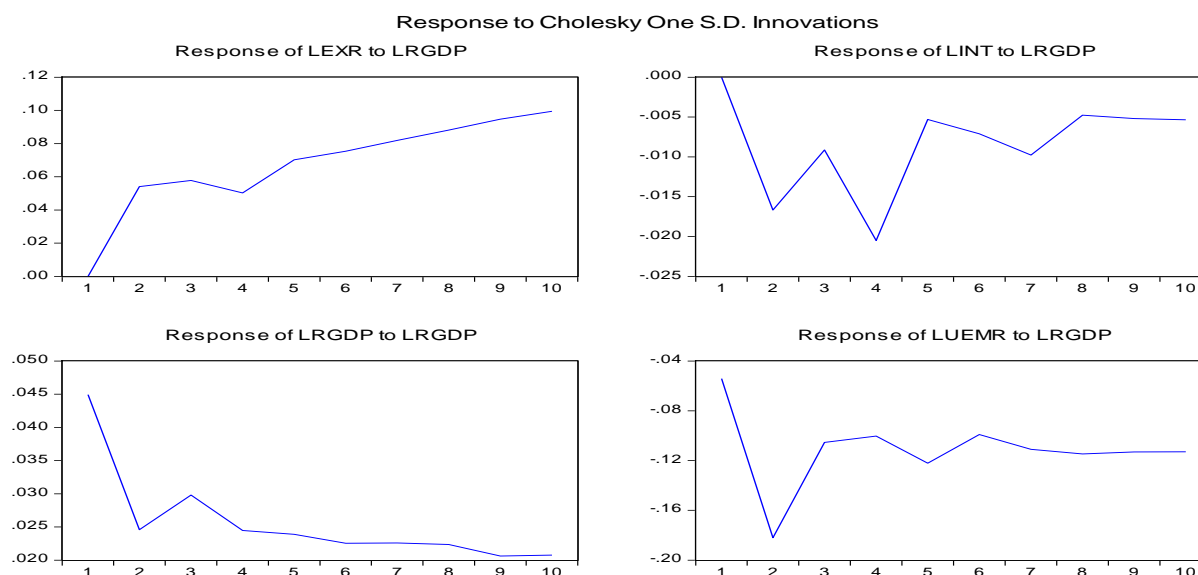 Response to Cholesky One S.D. Innovations
Response of LEXR to LRGDP
.12
.10
.08
.06
.04
.02
.00
1 2 3 4 5 6 7 8 9 10
Response of LINT to LRGDP
.000
-.005
-.010
-.015
-.020
-.025
1 2 3 4 5 6 7 8 9 10
Response of LRGDP to LRGDP
.050
.045
.040
.035
.030
.025
.020
1 2 3 4 5 6 7 8 9 10
Response of LUEMR to LRGDP
-.04
-.08
-.12
-.16
-.20
1 2 3 4 5 6 7 8 9 10